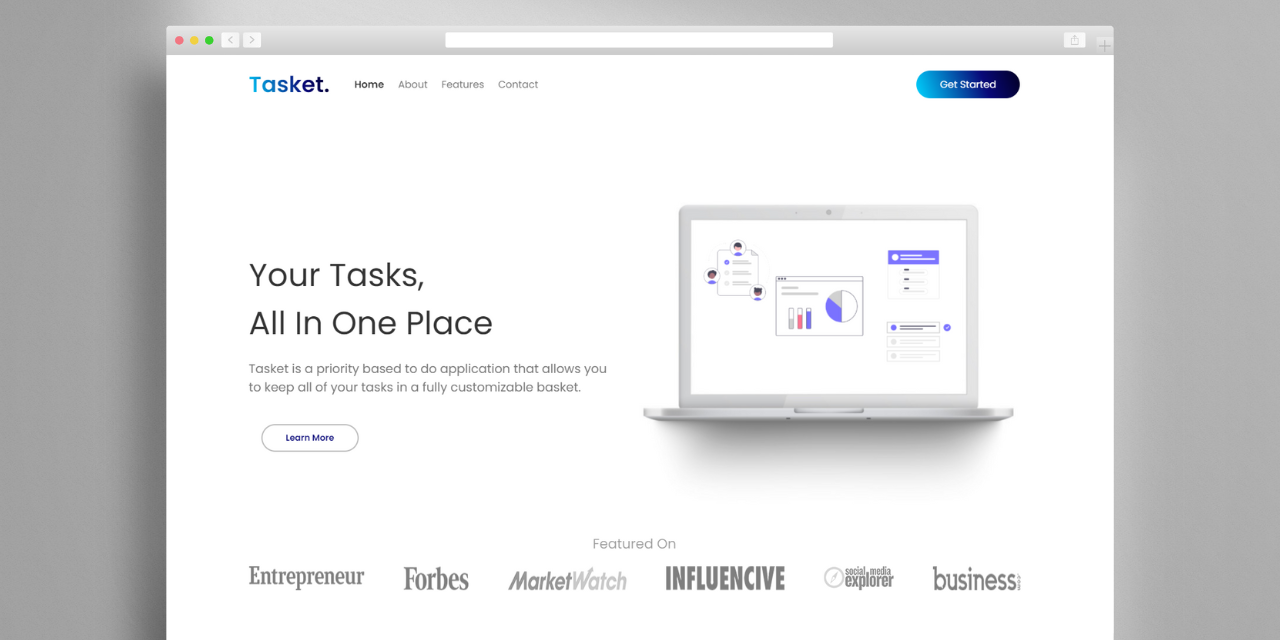 Tasket.
Home About Features Contact
Get Started
Your Tasks,
All In One Place
Tasket is a priority based to do application that allows you
to keep all of your tasks in a fully customizable basket.
Learn More
Featured On
Entrepreneur
Forbes
MarketWatch
INFLUENCIVE
social media
explorer
business